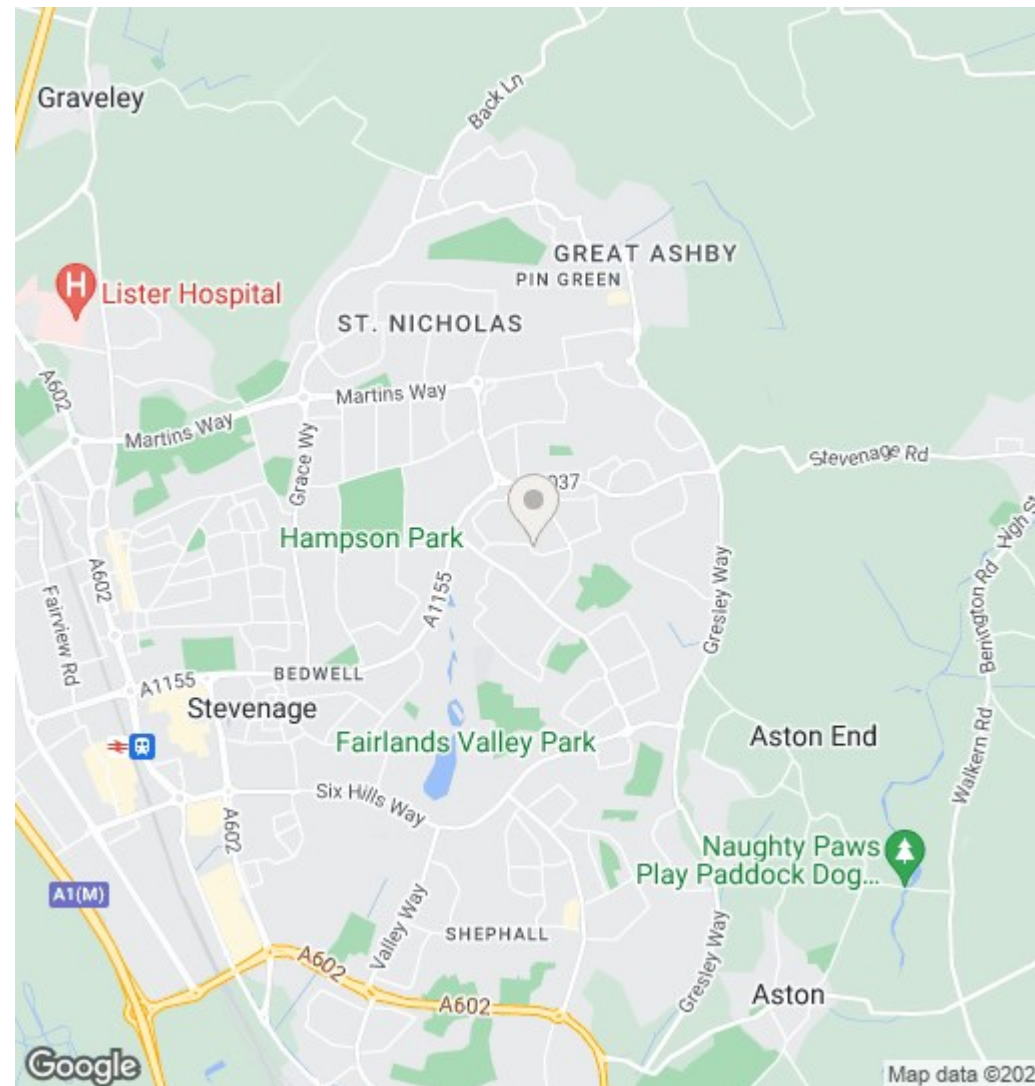 Graveley
Back Ln
GREAT ASHBY
PIN GREEN
H
Lister Hospital
ST. NICHOLAS
A602
Martins Way
Martins Way
Grace Wy
Stevenage Rd
037
High St
Hampson Park
A602
Fairview Rd
A1155
Gresley Way
Benington Rd
BEDWELL
A1155
Stevenage
Fairlands Valley Park
Aston End
Walkern Rd
Six Hills Way
A602
Naughty Paws
Play Paddock Dog...
A1(M)
Valley Way
SHEPHALL
Gresley Way
A602
A602
Aston
Google
Map data ©202